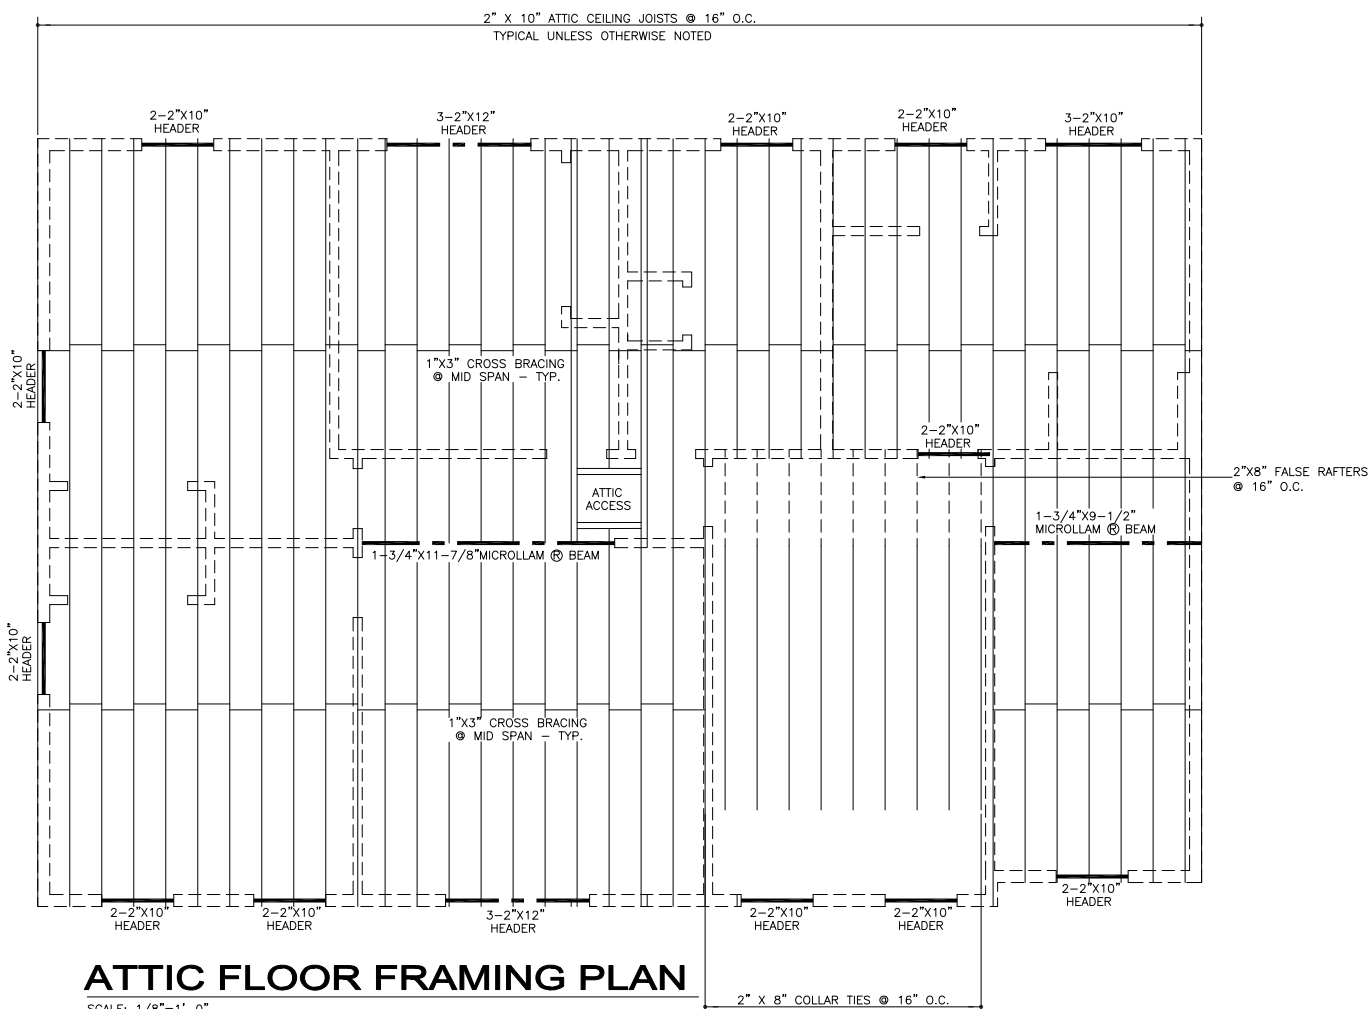 2" X 10" ATTIC CEILING JOISTS @ 16" O.C.
TYPICAL UNLESS OTHERWISE NOTED
2-2"X10"
HEADER
3-2"X12"
HEADER
2-2"X10"
HEADER
2-2"X10"
HEADER
3-2"X10"
HEADER
2-2"X10"
HEADER
1"X3" CROSS BRACING
@ MID SPAN - TYP.
2-2"X10"
HEADER
2"X8" FALSE RAFTERS
@ 16" O.C.
ATTIC
ACCESS
1-3/4"X9-1/2"
MICROLLAM ® BEAM
1-3/4"X11-7/8"MICROLLAM ® BEAM
2-2"X10"
HEADER
1"X3" CROSS BRACING
@ MID SPAN - TYP.
2-2"X10"
HEADER
2-2"X10"
HEADER
3-2"X12"
HEADER
2-2"X10"
HEADER
2-2"X10"
HEADER
2-2"X10"
HEADER
ATTIC FLOOR FRAMING PLAN
2" X 8" COLLAR TIES @ 16" O.C.